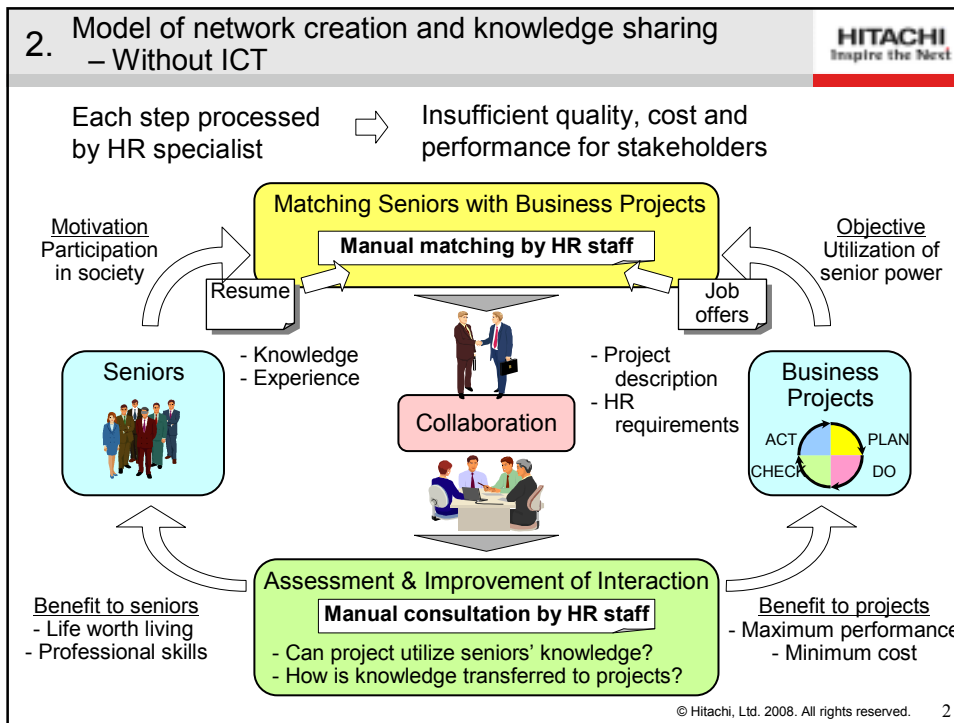 2. Model of network creation and knowledge sharing
– Without ICT
HITACHI
Inspire the Next
Each step processed
by HR specialist
Insufficient quality, cost and
performance for stakeholders
Matching Seniors with Business Projects
Manual matching by HR staff
Motivation
Participation
in society
Objective
Utilization of
senior power
Resume
Job
offers
- Knowledge
- Experience
- Project
description
- HR
requirements
Seniors
Collaboration
Business
Projects
ACT
PLAN
CHECK
DO
Assessment & Improvement of Interaction
Manual consultation by HR staff
- Can project utilize seniors’ knowledge?
- How is knowledge transferred to projects?
Benefit to seniors
- Life worth living
- Professional skills
Benefit to projects
- Maximum performance
- Minimum cost
© Hitachi, Ltd. 2008. All rights reserved. 2